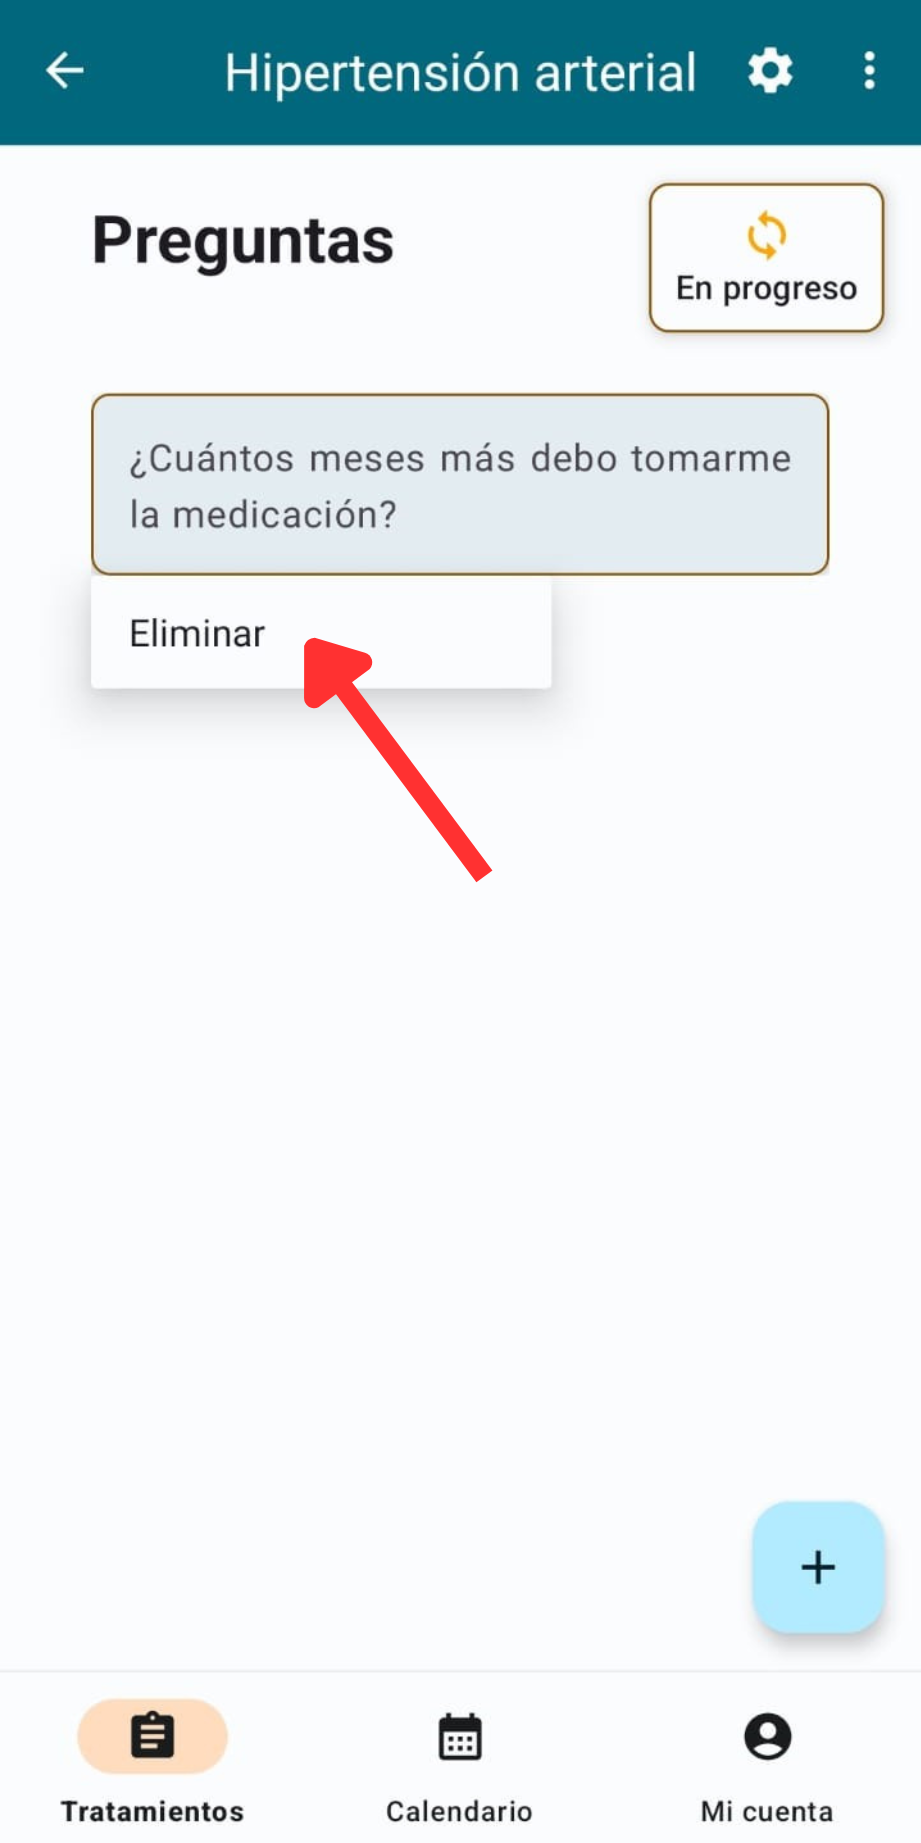 Hipertensión arterial
Preguntas
En progreso
¿Cuántos meses más debo tomarme
la medicación?
Eliminar
+
Tratamientos
Calendario
Mi cuenta